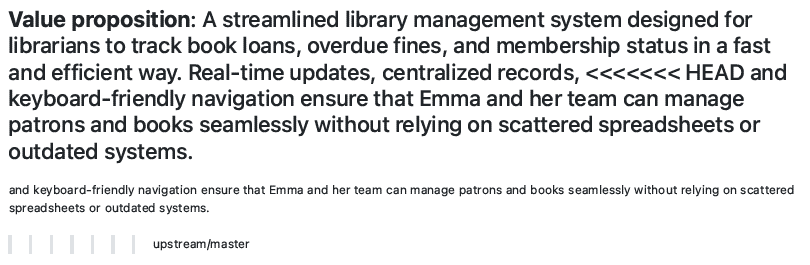 Value proposition: A streamlined library management system designed for
librarians to track book loans, overdue fines, and membership status in a fast
and efficient way. Real-time updates, centralized records, <<<<<<< HEAD and
keyboard-friendly navigation ensure that Emma and her team can manage
patrons and books seamlessly without relying on scattered spreadsheets or
outdated systems.
and keyboard-friendly navigation ensure that Emma and her team can manage patrons and books seamlessly without relying on scattered
spreadsheets or outdated systems.
upstream/master